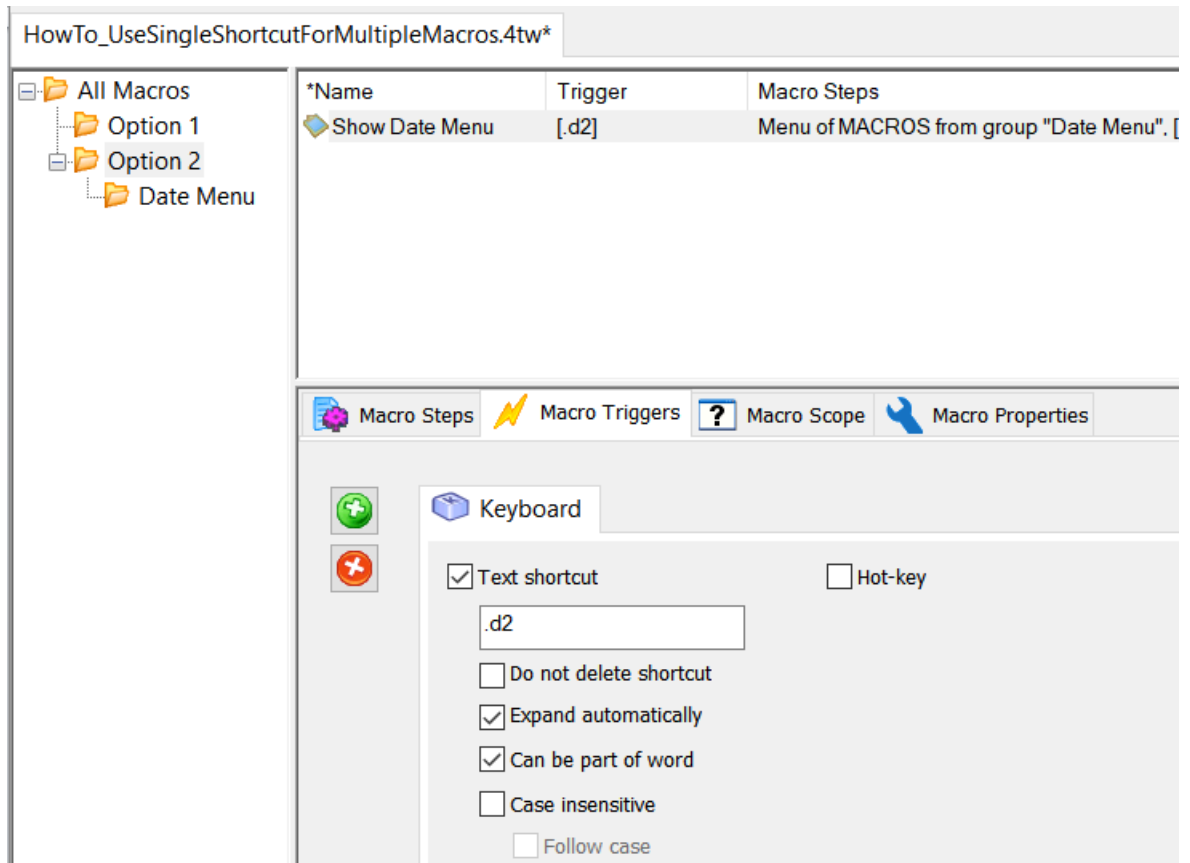 HowTo_UseSingleShortcutForMultipleMacros.4tw*
All Macros
Option 1
Option 2
Date Menu
*Name Trigger Macro Steps
Show Date Menu [.d2] Menu of MACROS from group "Date Menu". [
Macro Steps Macro Triggers Macro Scope Macro Properties
Keyboard
Text shortcut Hot-key
.d2
Do not delete shortcut
Expand automatically
Can be part of word
Case insensitive
Follow case